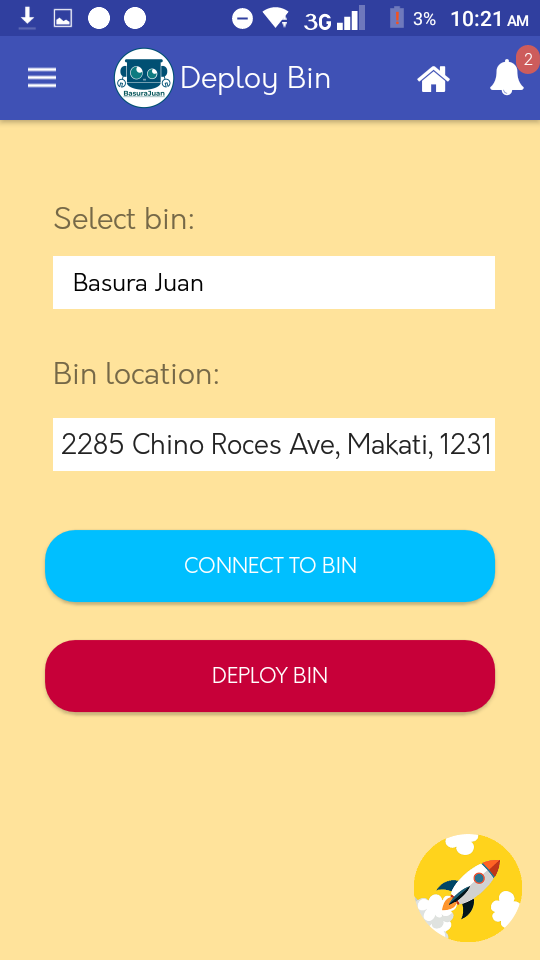 3G 3% 10:21 AM
BasuraJuan Deploy Bin 2
Select bin:
Basura Juan
Bin location:
2285 Chino Roces Ave, Makati, 1231
CONNECT TO BIN
DEPLOY BIN